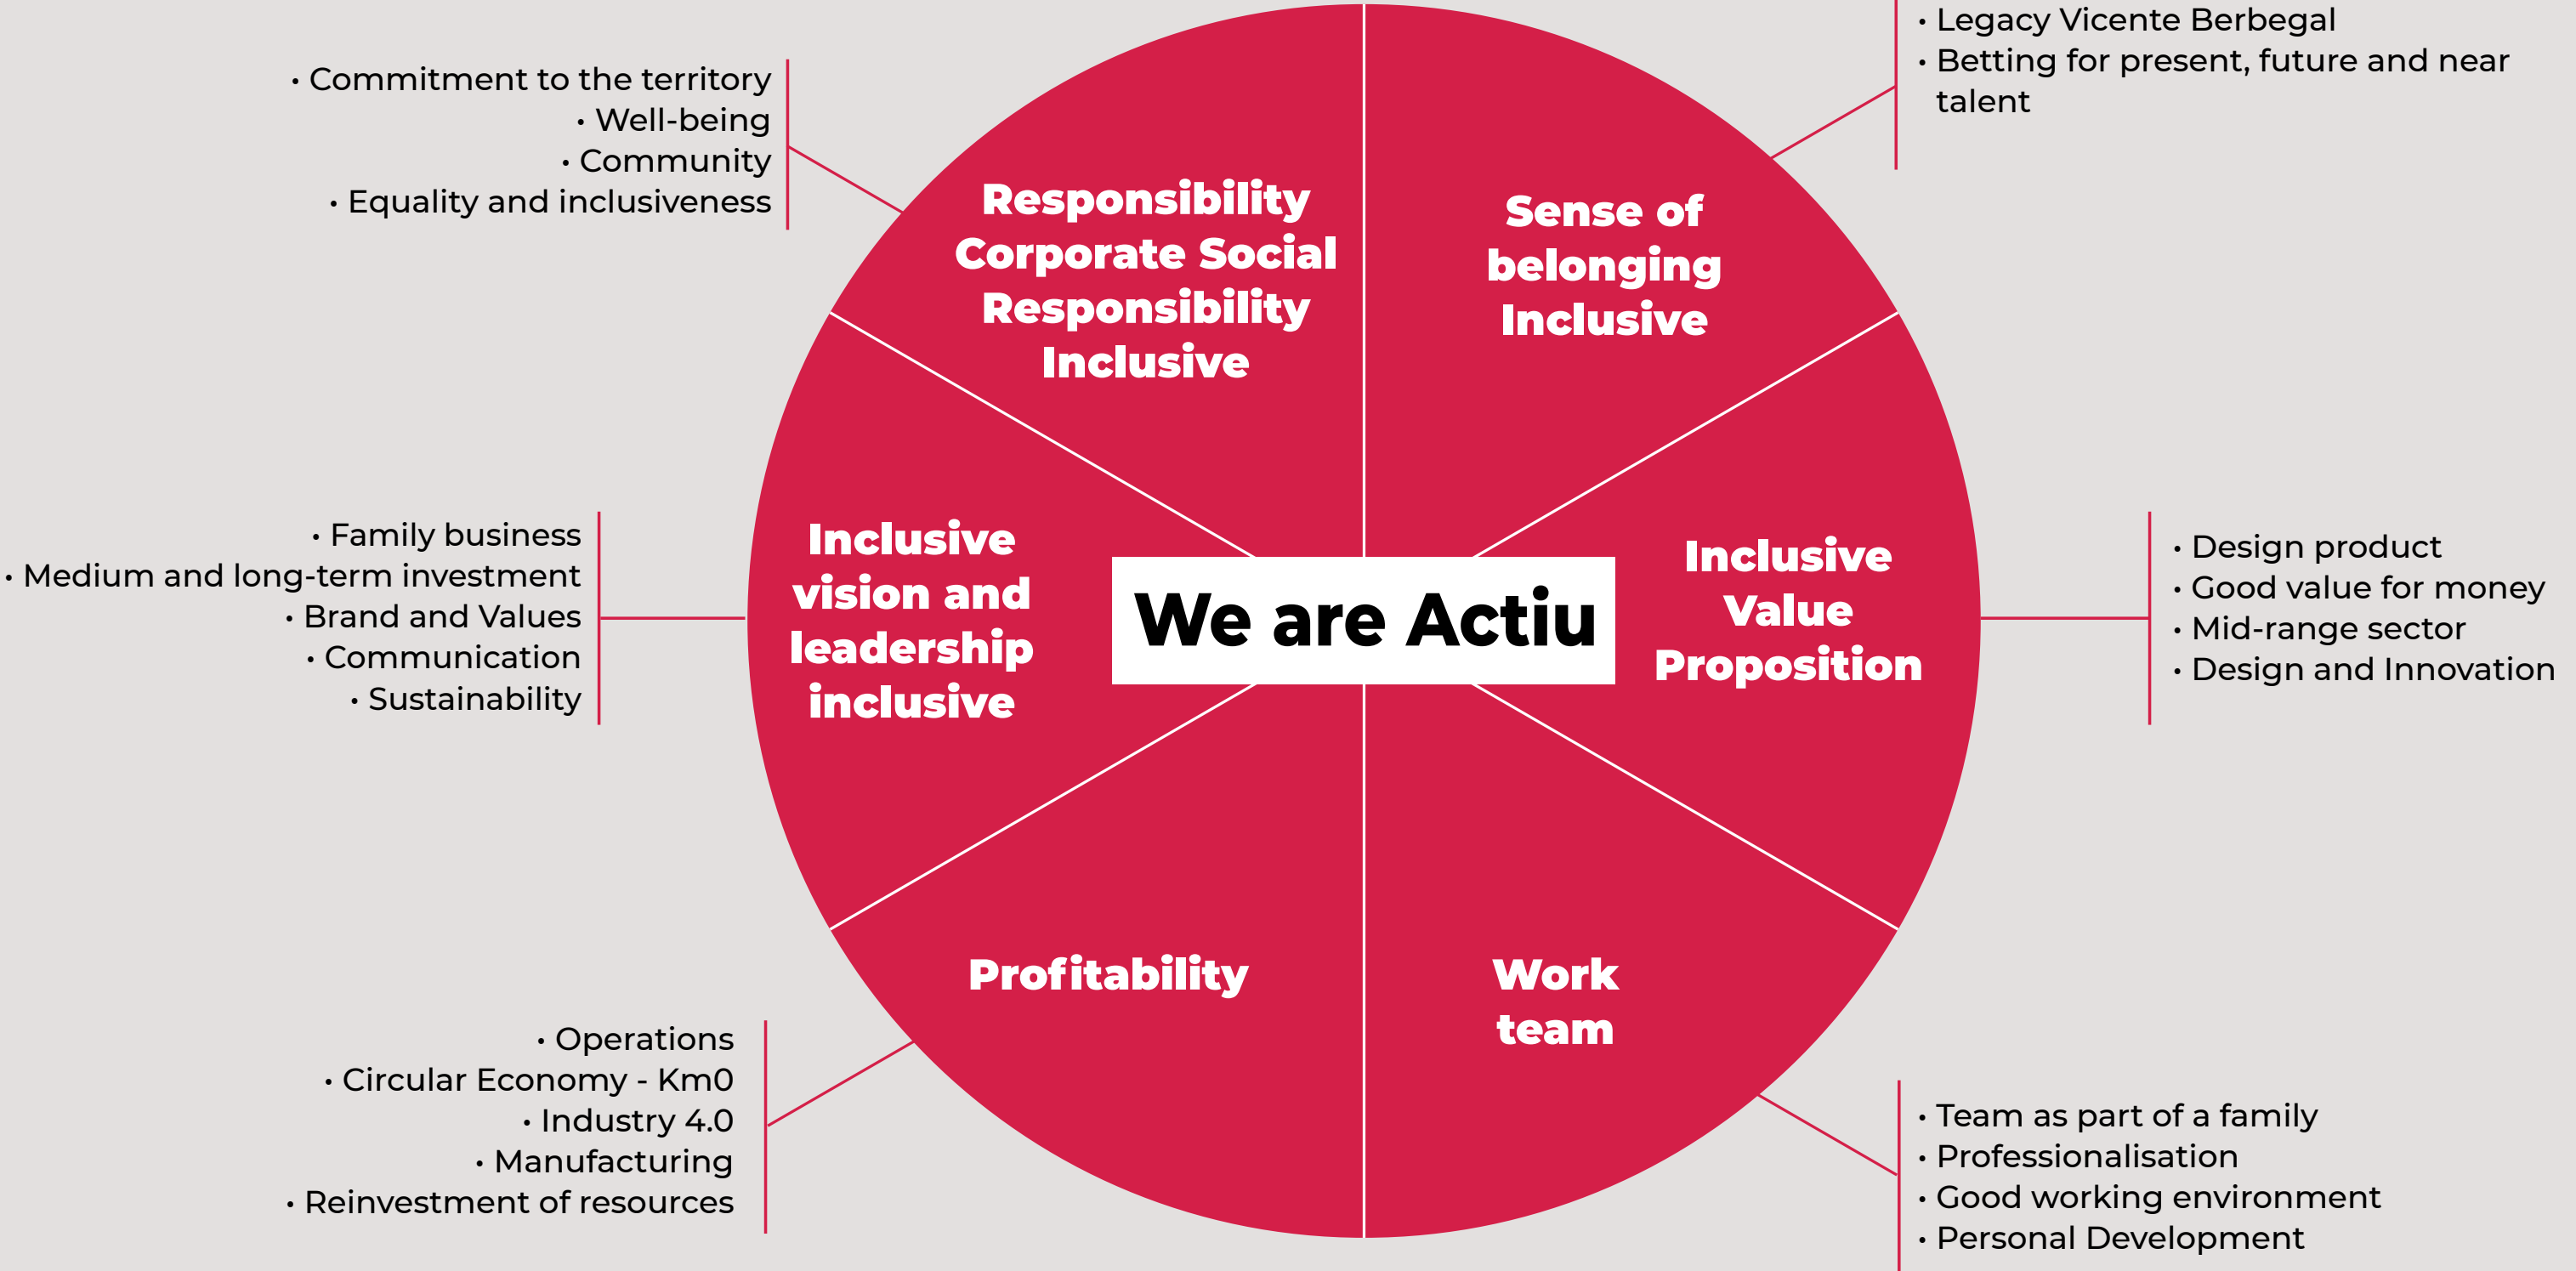 • Commitment to the territory
• Well-being
• Community
• Equality and inclusiveness
• Legacy Vicente Berbegal
• Betting for present, future and near
talent
Responsibility
Corporate Social
Responsibility
Inclusive
Sense of
belonging
Inclusive
• Family business
• Medium and long-term investment
• Brand and Values
• Communication
• Sustainability
Inclusive
vision and
leadership
inclusive
We are Actiu
Inclusive
Value
Proposition
• Design product
• Good value for money
• Mid-range sector
• Design and Innovation
Profitability
Work
team
• Operations
• Circular Economy - Km0
• Industry 4.0
• Manufacturing
• Reinvestment of resources
• Team as part of a family
• Professionalisation
• Good working environment
• Personal Development